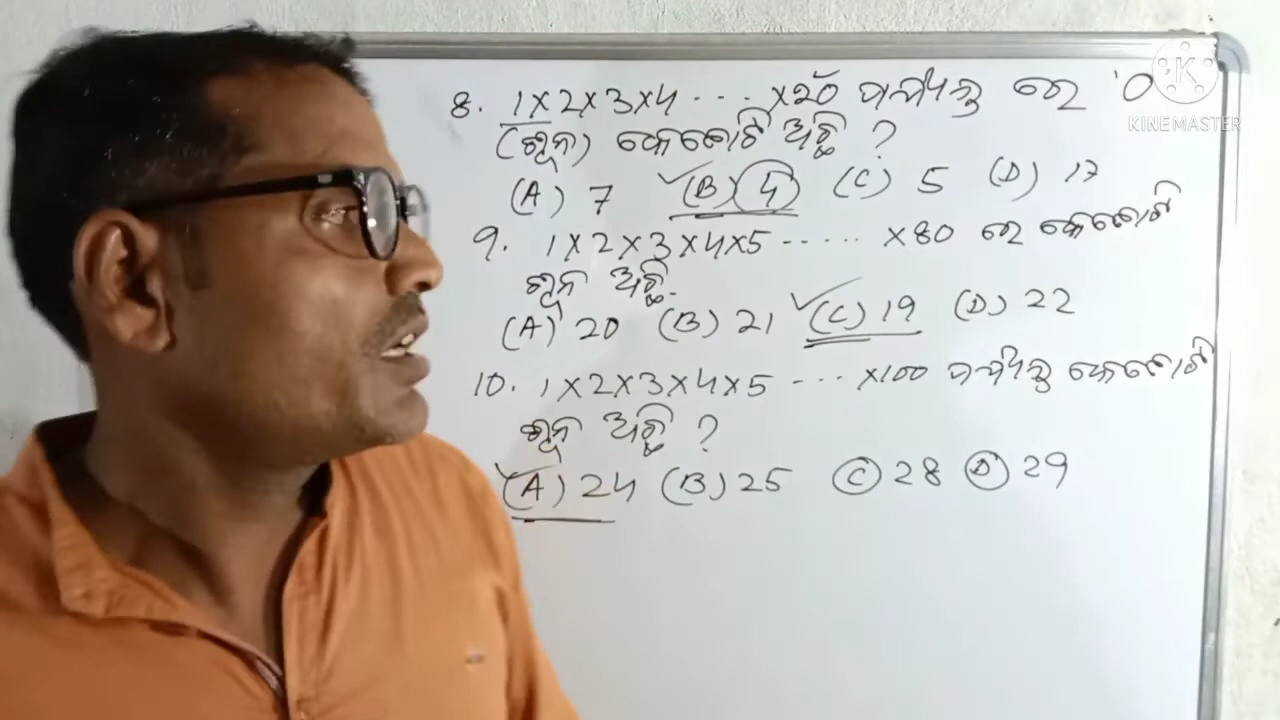 8. 1×2×3×4 ... ×20 ପର୍ଯ୍ୟନ୍ତ ରେ '0'
(ଶୂନ) କେତୋଟି ଅଛି ?
(A) 7 (B) 4 (C) 5 (D) 17
9. 1×2×3×4×5 ...... ×80 ରେ କେତୋଟି
ଶୂନ ଅଛି.
(A) 20 (B) 21 (C) 19 (D) 22
10. 1×2×3×4×5 .... ×100 ପର୍ଯ୍ୟନ୍ତ କେତୋଟି
ଶୂନ ଅଛି ?
(A) 24 (B) 25 (C) 28 (D) 29
K
KINEMASTER